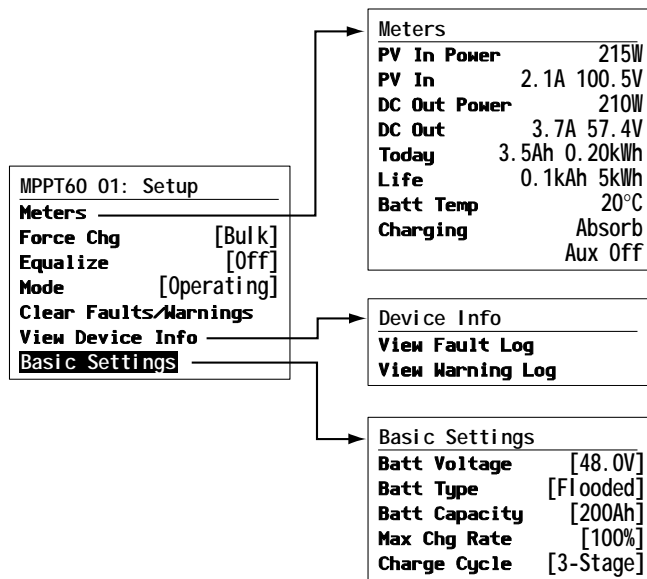 MPPT60 01: Setup
Meters
Force Chg [Bulk]
Equalize [Off]
Mode [Operating]
Clear Faults/Warnings
View Device Info
Basic Settings
Meters
PV In Power 215W
PV In 2.1A 100.5V
DC Out Power 210W
DC Out 3.7A 57.4V
Today 3.5Ah 0.20kWh
Life 0.1kAh 5kWh
Batt Temp 20°C
Charging Absorb
Aux Off
Device Info
View Fault Log
View Warning Log
Basic Settings
Batt Voltage [48.0V]
Batt Type [Flooded]
Batt Capacity [200Ah]
Max Chg Rate [100%]
Charge Cycle [3-Stage]